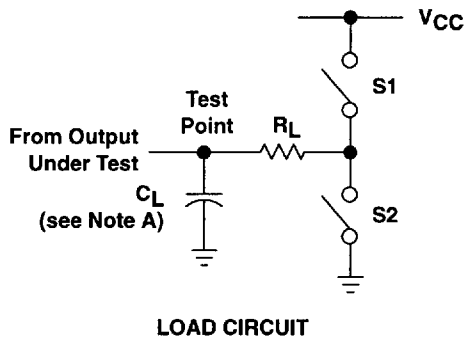 VCC
S1
Test
Point
RL
From Output
Under Test
CL
(see Note A)
S2
LOAD CIRCUIT